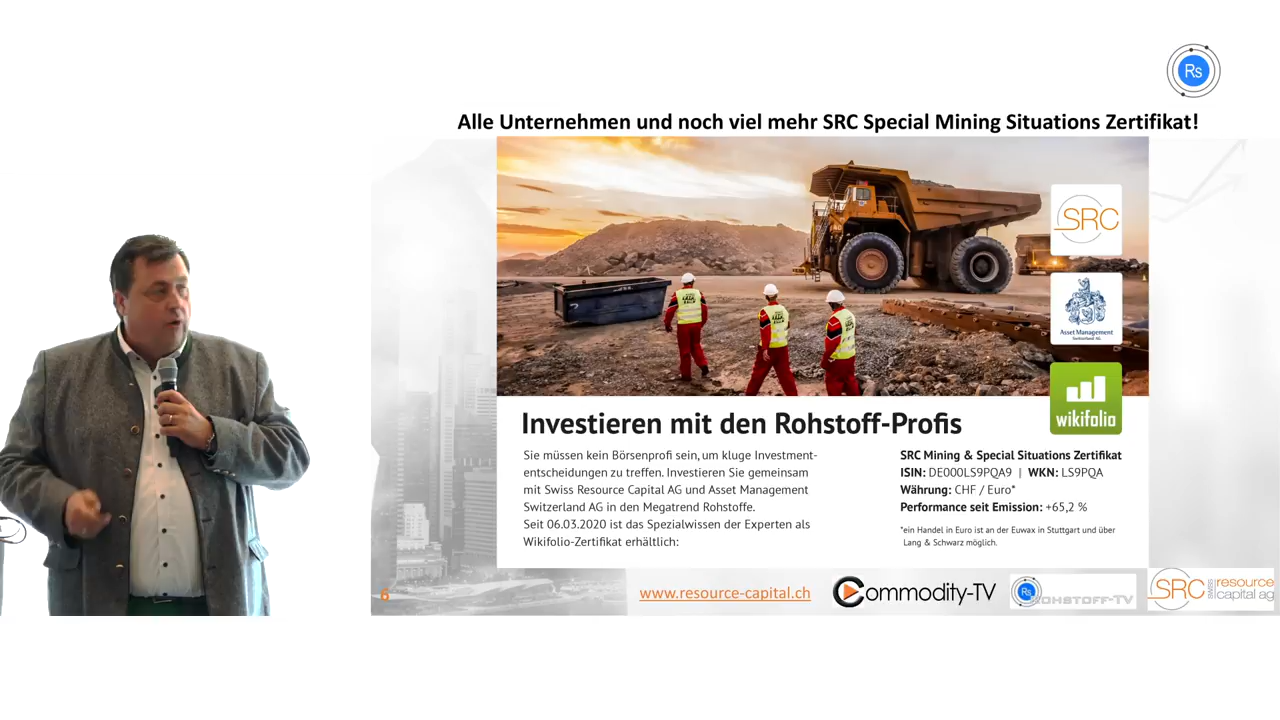 Rs
Alle Unternehmen und noch viel mehr SRC Special Mining Situations Zertifikat!
SRC
Asset Management
Switzerland AG
wikifolio
Investieren mit den Rohstoff-Profis
Sie müssen kein Börsenprofi sein, um kluge Investment-
entscheidungen zu treffen. Investieren Sie gemeinsam
mit Swiss Resource Capital AG und Asset Management
Switzerland AG in den Megatrend Rohstoffe.
Seit 06.03.2020 ist das Spezialwissen der Experten als
Wikifolio-Zertifikat erhältlich:
SRC Mining & Special Situations Zertifikat
ISIN: DE000LS9PQA9 | WKN: LS9PQA
Währung: CHF / Euro*
Performance seit Emission: +65,2 %
*ein Handel in Euro ist an der Euwax in Stuttgart und über
Lang & Schwarz möglich.
6
www.resource-capital.ch
Commodity-TV
Rs ROHSTOFF-TV
SRC swiss resource
capital ag